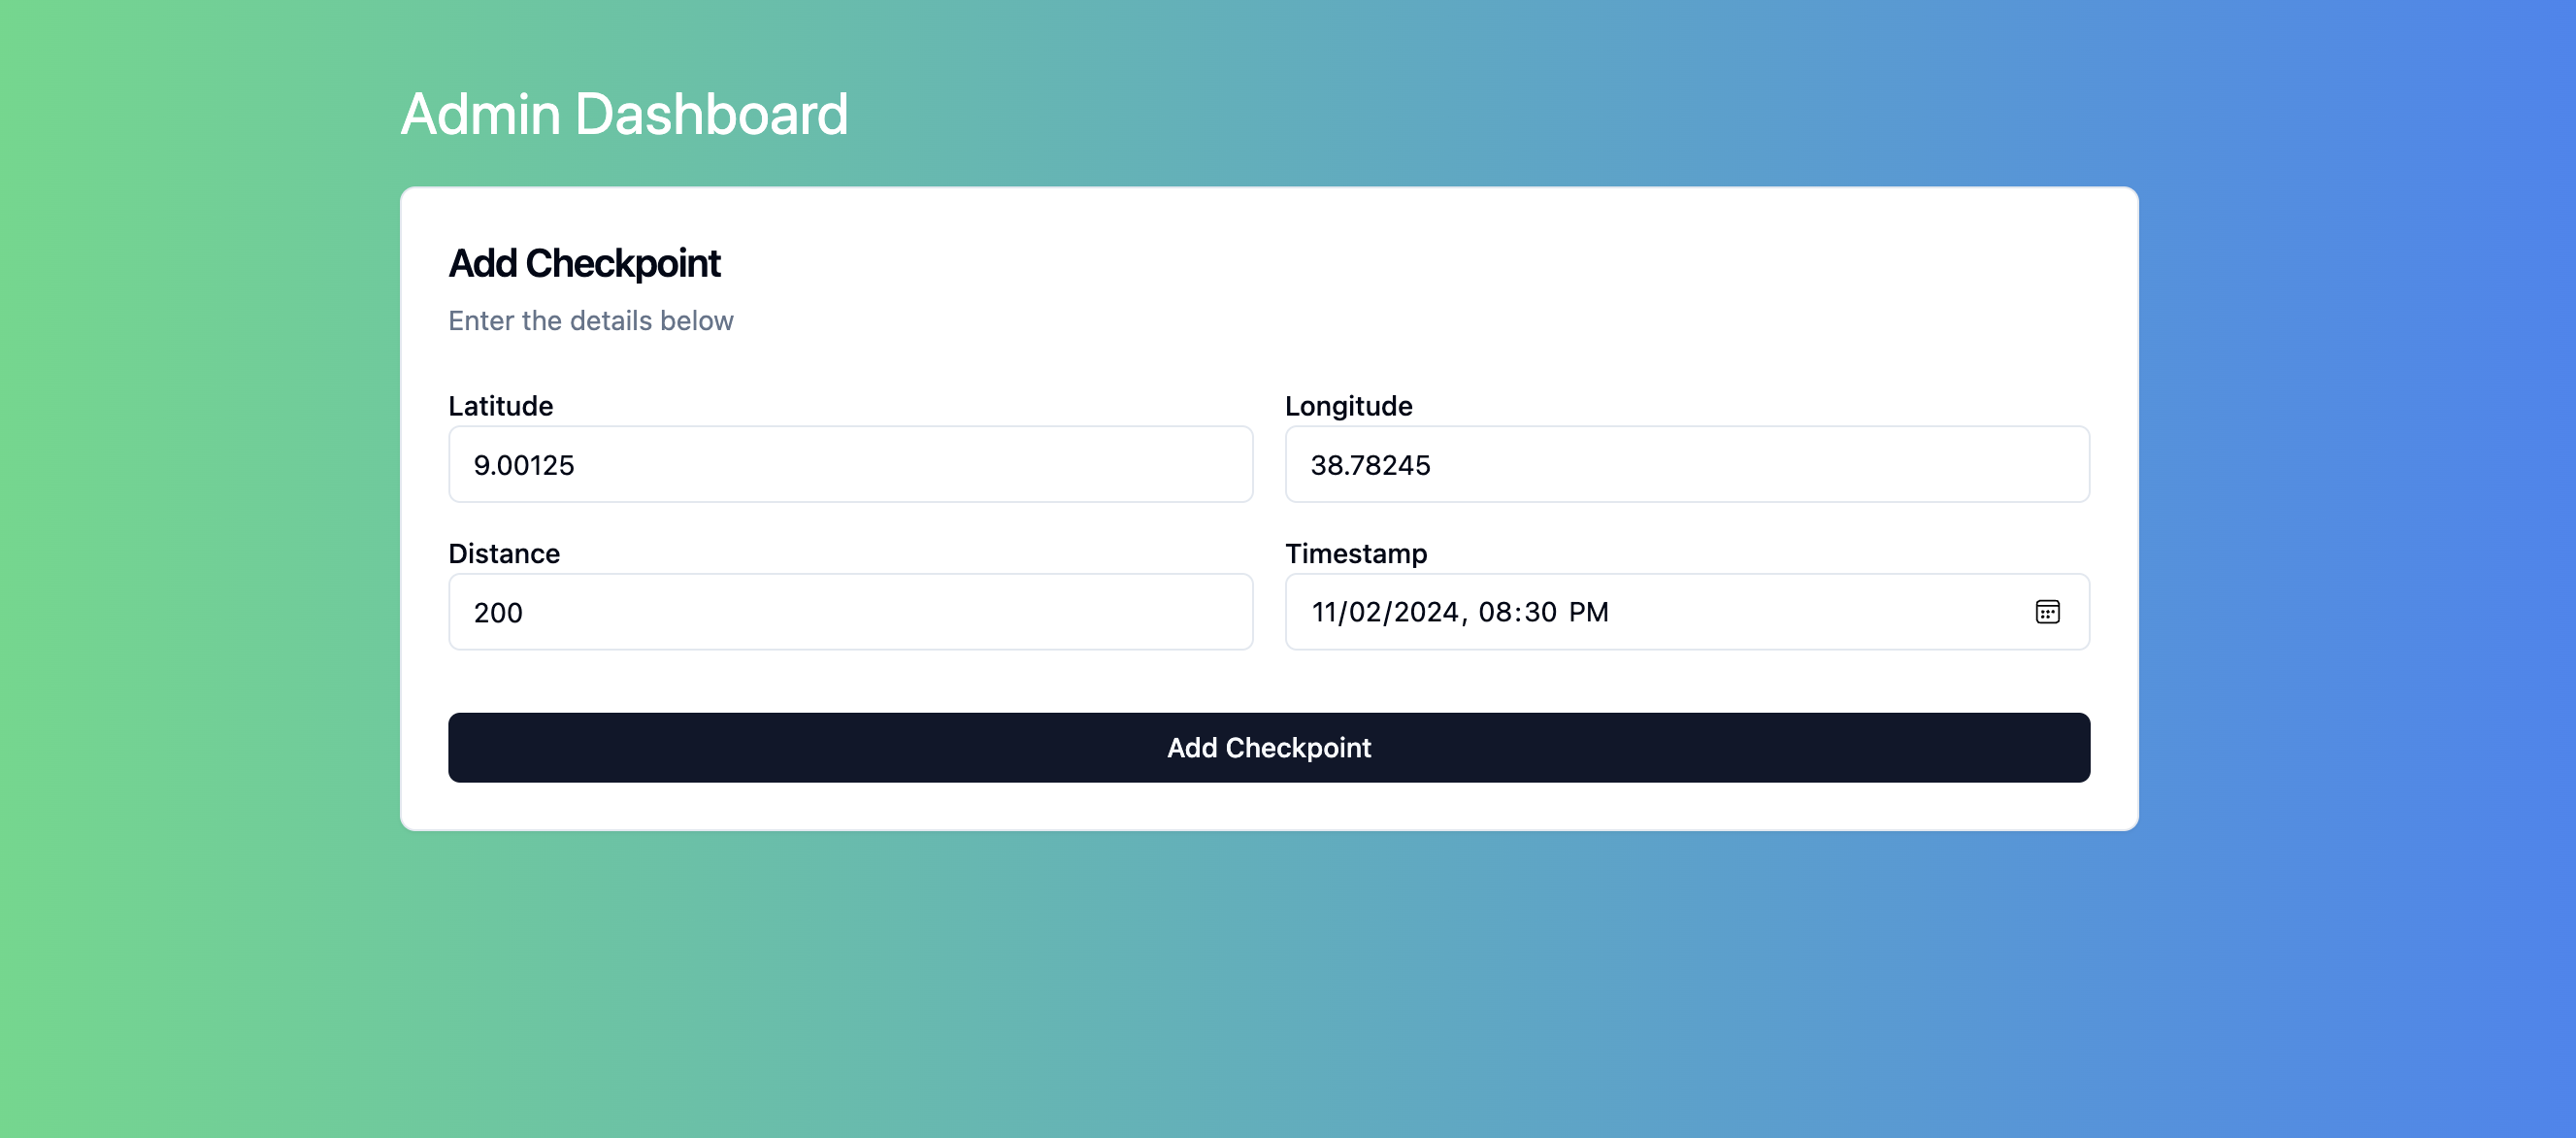 Admin Dashboard
Add Checkpoint
Enter the details below
Latitude
Longitude
9.00125
38.78245
Distance
Timestamp
200
11/02/2024, 08:30 PM
Add Checkpoint